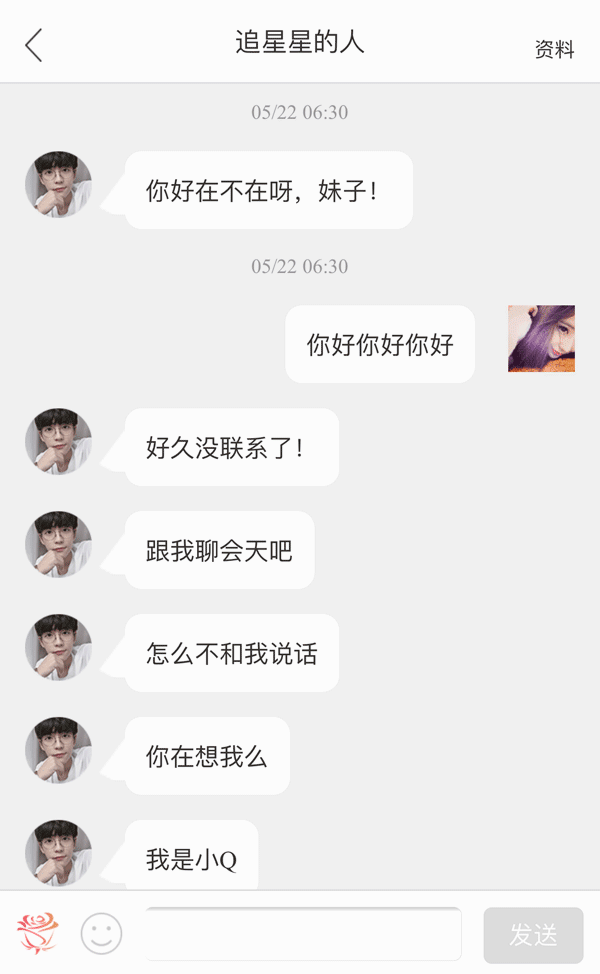 追星星的人
资料
05/22 06:30
你好在不在呀，妹子！
05/22 06:30
你好你好你好
好久没联系了！
跟我聊会天吧
怎么不和我说话
你在想我么
我是小Q
发送